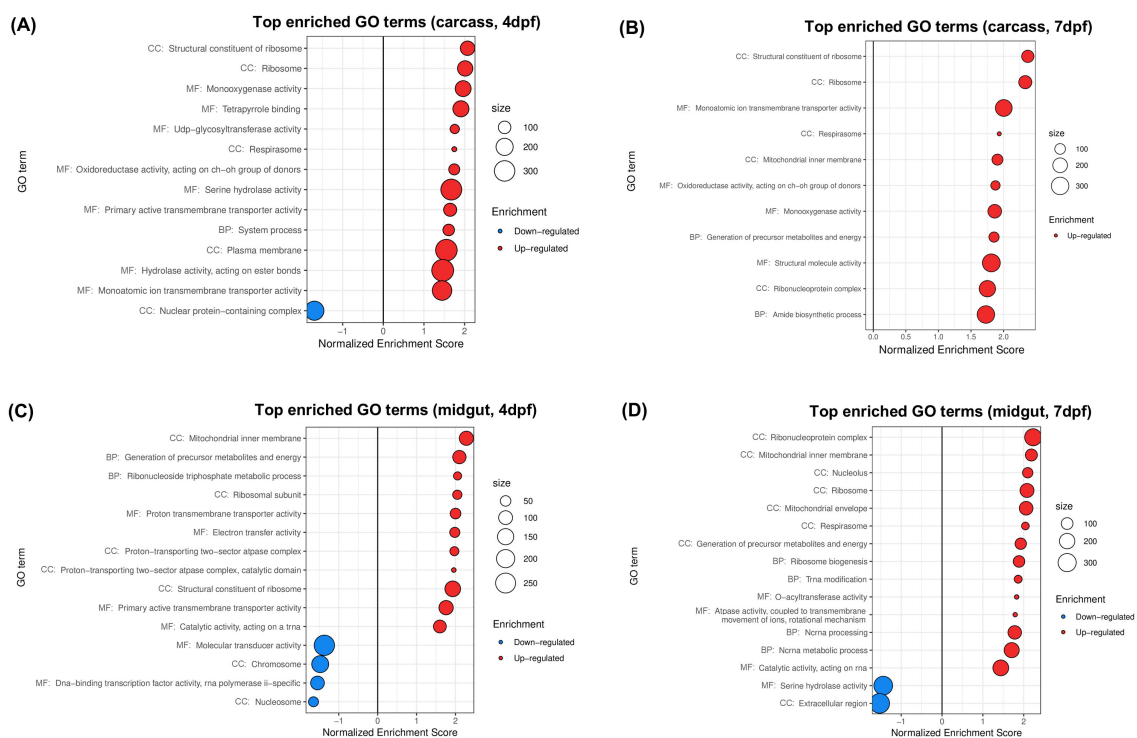 (A)
Top enriched GO terms (carcass, 4dpf)
GO term
CC: Structural constituent of ribosome
CC: Ribosome
MF: Monooxygenase activity
MF: Tetrapyrrole binding
MF: Udp−glycosyltransferase activity
CC: Respirasome
MF: Oxidoreductase activity, acting on ch−oh group of donors
MF: Serine hydrolase activity
MF: Primary active transmembrane transporter activity
BP: System process
CC: Plasma membrane
MF: Hydrolase activity, acting on ester bonds
MF: Monoatomic ion transmembrane transporter activity
CC: Nuclear protein−containing complex
−1 0 1 2
Normalized Enrichment Score
size
100
200
300
Enrichment
Down−regulated
Up−regulated
(B)
Top enriched GO terms (carcass, 7dpf)
GO term
CC: Structural constituent of ribosome
CC: Ribosome
MF: Monoatomic ion transmembrane transporter activity
CC: Respirasome
CC: Mitochondrial inner membrane
MF: Oxidoreductase activity, acting on ch−oh group of donors
MF: Monooxygenase activity
BP: Generation of precursor metabolites and energy
MF: Structural molecule activity
CC: Ribonucleoprotein complex
BP: Amide biosynthetic process
0.0 0.5 1.0 1.5 2.0
Normalized Enrichment Score
size
100
200
300
Enrichment
Up−regulated
(C)
Top enriched GO terms (midgut, 4dpf)
GO term
CC: Mitochondrial inner membrane
BP: Generation of precursor metabolites and energy
BP: Ribonucleoside triphosphate metabolic process
CC: Ribosomal subunit
MF: Proton transmembrane transporter activity
MF: Electron transfer activity
CC: Proton−transporting two−sector atpase complex
CC: Proton−transporting two−sector atpase complex, catalytic domain
CC: Structural constituent of ribosome
MF: Primary active transmembrane transporter activity
MF: Catalytic activity, acting on a trna
MF: Molecular transducer activity
CC: Chromosome
MF: Dna−binding transcription factor activity, rna polymerase ii−specific
CC: Nucleosome
−1 0 1 2
Normalized Enrichment Score
size
50
100
150
200
250
Enrichment
Down−regulated
Up−regulated
(D)
Top enriched GO terms (midgut, 7dpf)
GO term
CC: Ribonucleoprotein complex
CC: Mitochondrial inner membrane
CC: Nucleolus
CC: Ribosome
CC: Mitochondrial envelope
CC: Respirasome
CC: Generation of precursor metabolites and energy
BP: Ribosome biogenesis
BP: Trna modification
MF: O−acyltransferase activity
MF: Atpase activity, coupled to transmembrane
movement of ions, rotational mechanism
BP: Ncrna processing
BP: Ncrna metabolic process
MF: Catalytic activity, acting on rna
MF: Serine hydrolase activity
CC: Extracellular region
−1 0 1 2
Normalized Enrichment Score
size
100
200
300
Enrichment
Down−regulated
Up−regulated